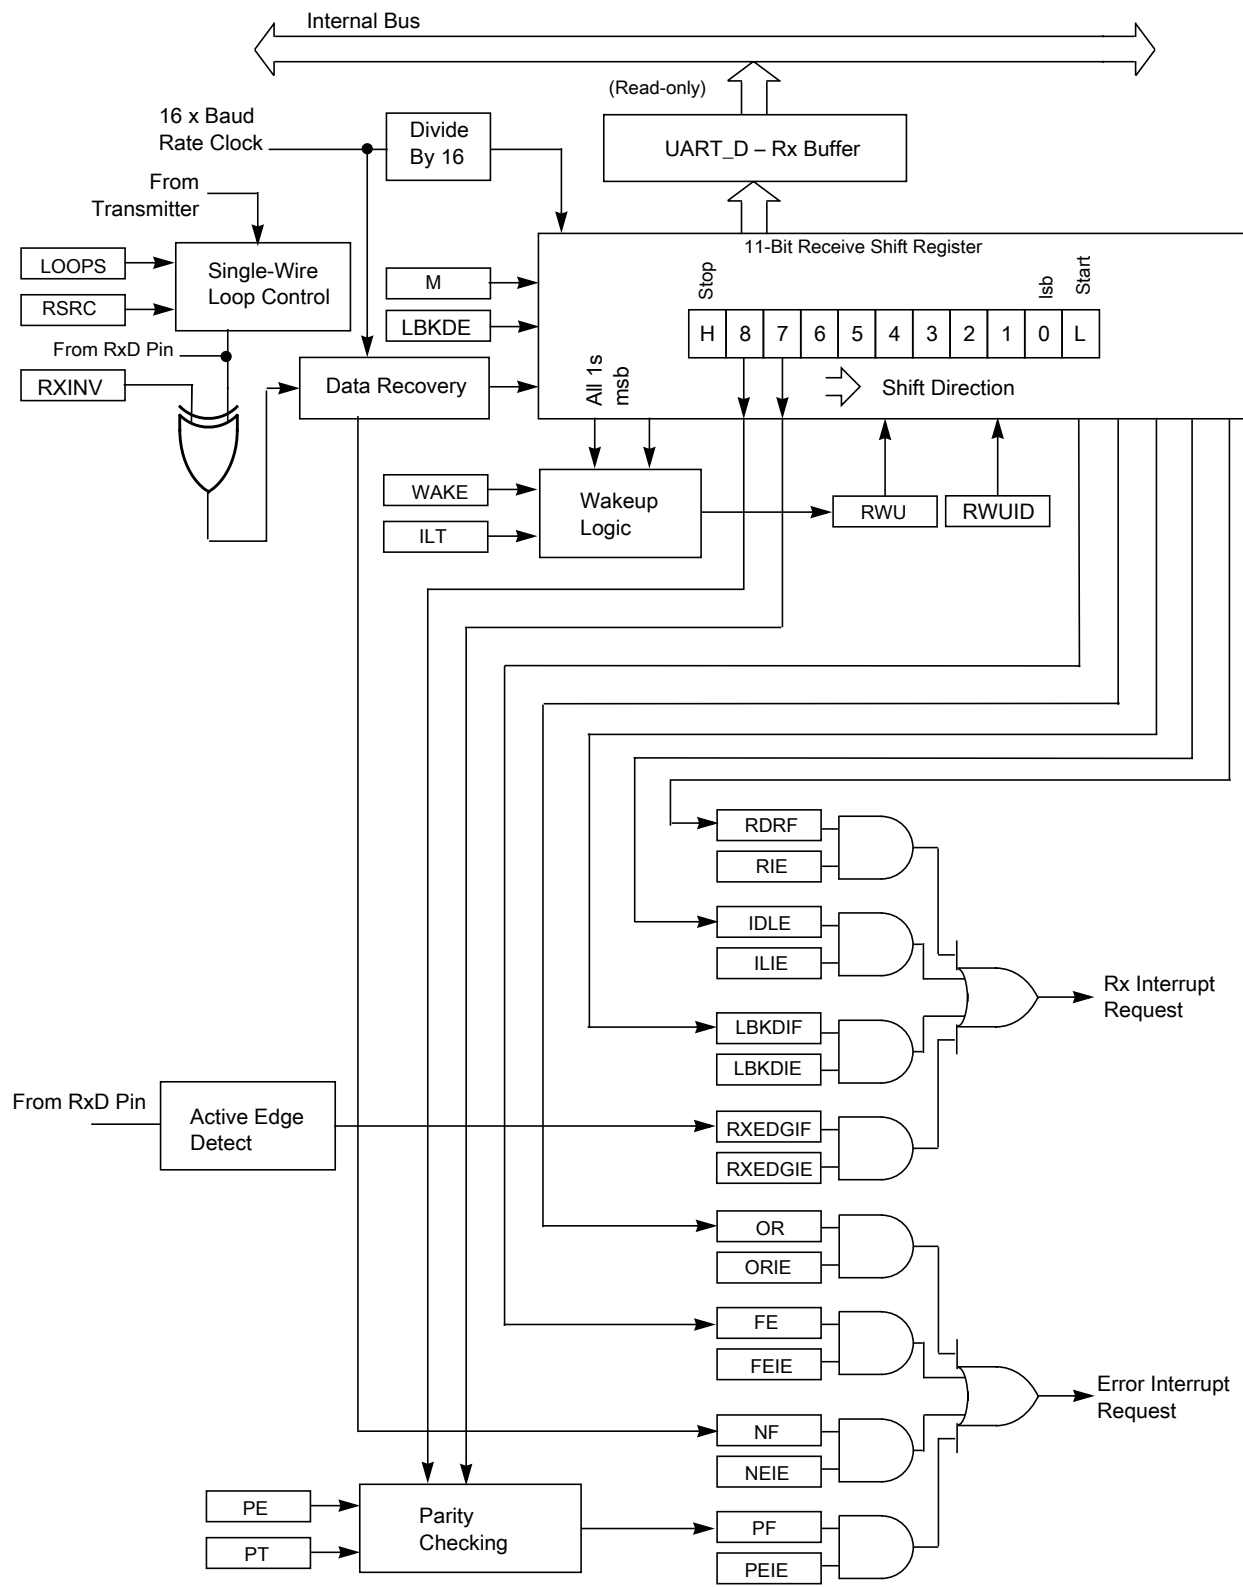 Internal Bus
(Read-only)
16 x Baud
Rate Clock
Divide
By 16
UART_D – Rx Buffer
From
Transmitter
11-Bit Receive Shift Register
LOOPS
RSRC
Single-Wire
Loop Control
M
LBKDE
Stop
lsb
Start
H 8 7 6 5 4 3 2 1 0 L
From RxD Pin
RXINV
Data Recovery
All 1s
msb
Shift Direction
WAKE
ILT
Wakeup
Logic
RWU
RWUID
RDRF
RIE
IDLE
ILIE
Rx Interrupt
Request
LBKDIF
LBKDIE
From RxD Pin
Active Edge
Detect
RXEDGIF
RXEDGIE
OR
ORIE
FE
FEIE
Error Interrupt
Request
NF
NEIE
PE
PT
Parity
Checking
PF
PEIE